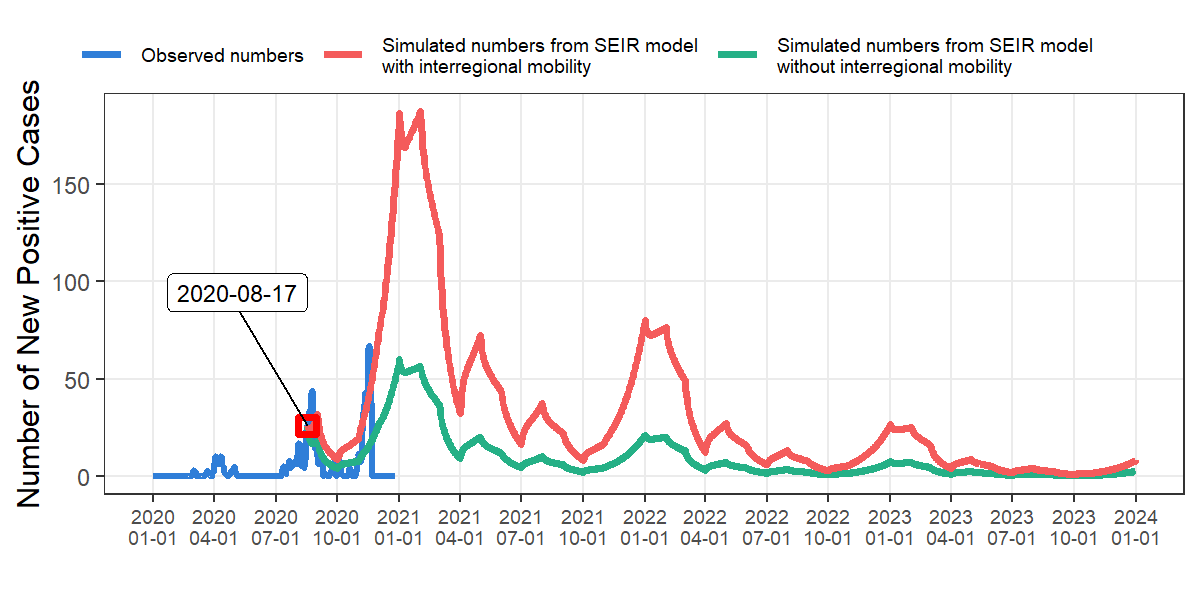 Observed numbers
Simulated numbers from SEIR model
with interregional mobility
Simulated numbers from SEIR model
without interregional mobility
Number of New Positive Cases
150
100
50
0
2020-08-17
2020 2020 2020 2020 2021 2021 2021 2021 2022 2022 2022 2022 2023 2023 2023 2023 2024
01-01 04-01 07-01 10-01 01-01 04-01 07-01 10-01 01-01 04-01 07-01 10-01 01-01 04-01 07-01 10-01 01-01